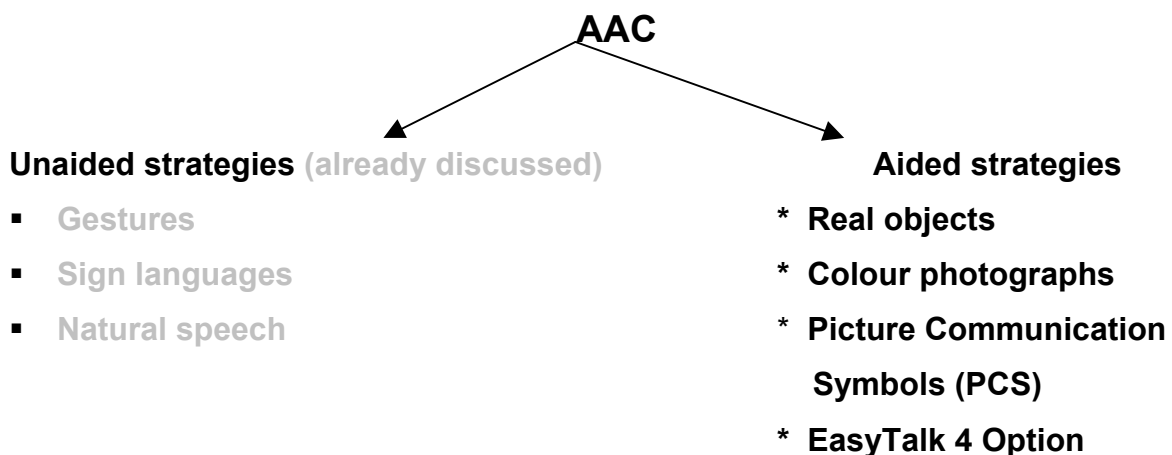 AAC
Unaided strategies (already discussed)
▪ Gestures
▪ Sign languages
▪ Natural speech
Aided strategies
* Real objects
* Colour photographs
* Picture Communication
Symbols (PCS)
* EasyTalk 4 Option